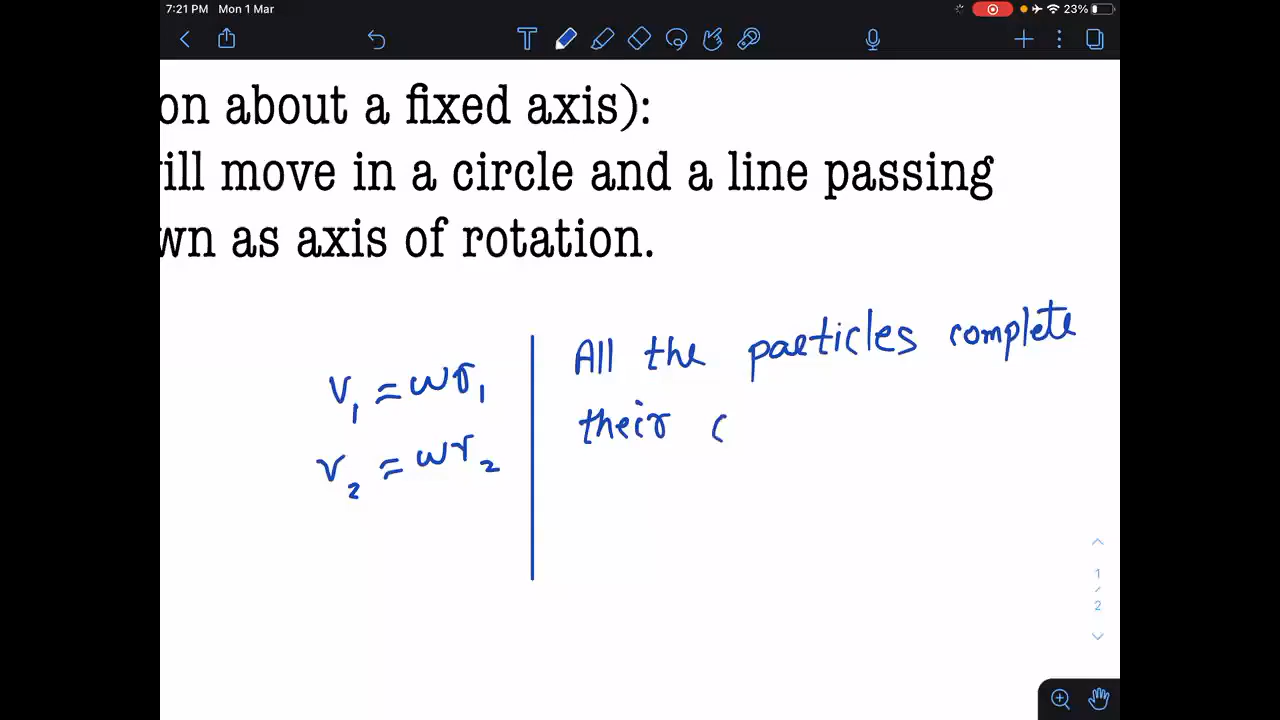 7:21 PM Mon 1 Mar
23%
on about a fixed axis):
ill move in a circle and a line passing
wn as axis of rotation.
v₁ = ωr₁
v₂ = ωr₂
All the particles complete
their c
1
/
2